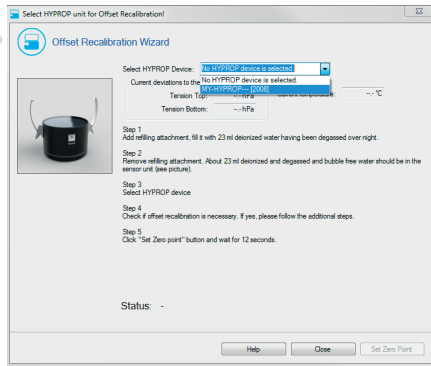 Select HYPROP unit for Offset Recalibration!
Offset Recalibration Wizard
Select HYPROP Device: No HYPROP device is selected.
No HYPROP device is selected.
MY-HYPROP--- [2008]
Current deviations to the
Tension Top: --.- hPa
Current temperature: --.- °C
Tension Bottom: --.- hPa
Step 1
Add refilling attachment, fill it with 23 ml deionized water having been degassed over night.
Step 2
Remove refilling attachment. About 23 ml deionized and degassed and bubble free water should be in the
sensor unit (see picture).
Step 3
Select HYPROP device
Step 4
Check if offset recalibration is necessary. If yes, please follow the additional steps.
Step 5
Click "Set Zero point" button and wait for 12 seconds.
Status: -
Help Close Set Zero Point